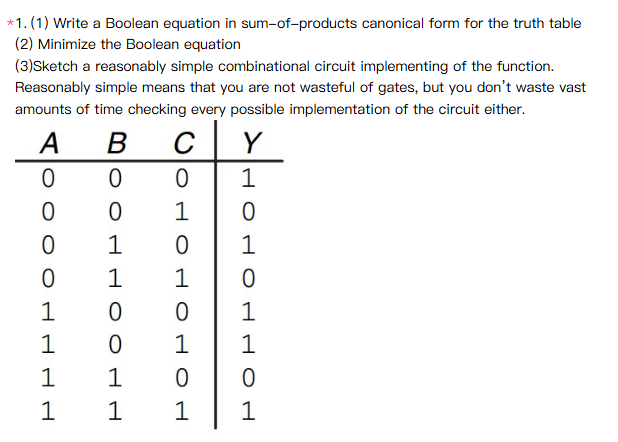 *1. (1) Write a Boolean equation in sum-of-products canonical form for the truth table
(2) Minimize the Boolean equation
(3)Sketch a reasonably simple combinational circuit implementing of the function.
Reasonably simple means that you are not wasteful of gates, but you don't waste vast
amounts of time checking every possible implementation of the circuit either.
A B C Y
0 0 0 1
0 0 1 0
0 1 0 1
0 1 1 0
1 0 0 1
1 0 1 1
1 1 0 0
1 1 1 1